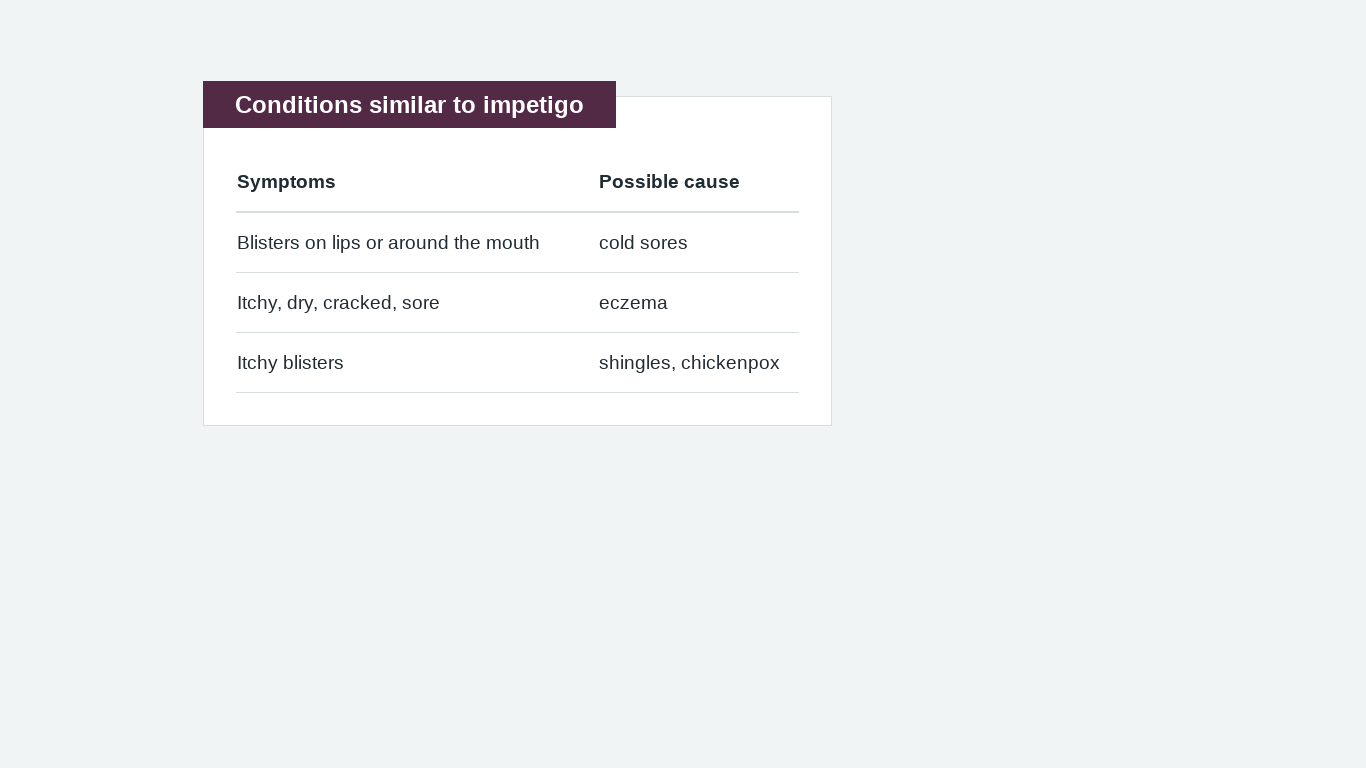 Conditions similar to impetigo
Symptoms Possible cause
Blisters on lips or around the mouth cold sores
Itchy, dry, cracked, sore eczema
Itchy blisters shingles, chickenpox